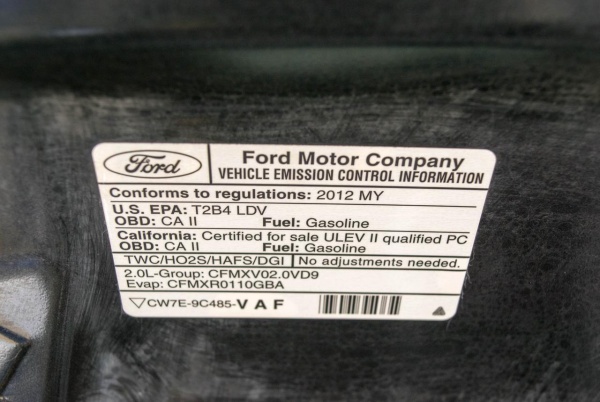 Ford
Ford Motor Company
VEHICLE EMISSION CONTROL INFORMATION
Conforms to regulations: 2012 MY
U.S. EPA: T2B4 LDV
OBD: CA II Fuel: Gasoline
California: Certified for sale ULEV II qualified PC
OBD: CA II Fuel: Gasoline
TWC/HO2S/HAFS/DGI No adjustments needed.
2.0L-Group: CFMXV02.0VD9
Evap: CFMXR0110GBA
CW7E-9C485-VAF